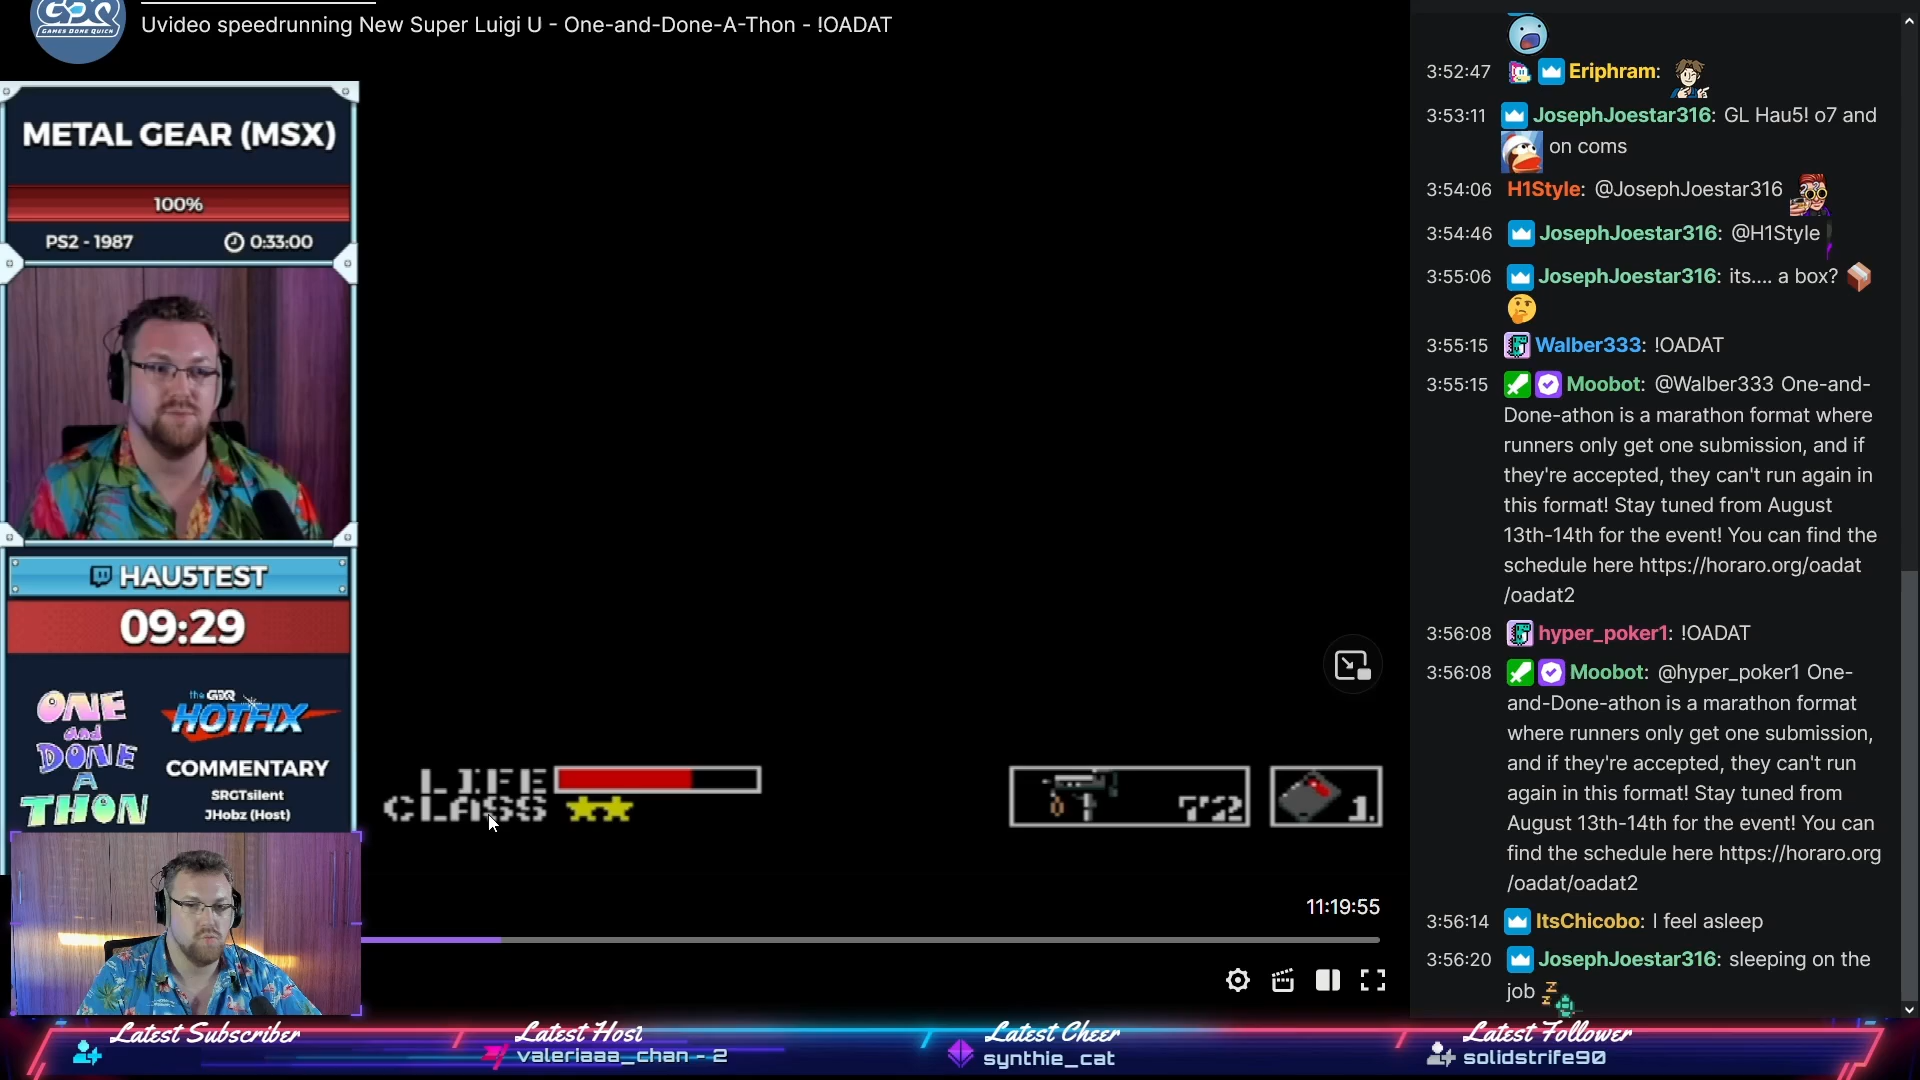 GAMES DONE QUICK
Uvideo speedrunning New Super Luigi U - One-and-Done-A-Thon - !OADAT
METAL GEAR (MSX)
100%
PS2 - 1987
0:33:00
HAU5TEST
09:29
ONE
and
DONE
A
THON
the GDQ
HOTFIX
COMMENTARY
SRGTsilent
JHobz (Host)
LIFE
CLASS
72
1.
11:19:55
3:52:47 Eriphram:
3:53:11 JosephJoestar316: GL Hau5! o7 and
on coms
3:54:06 H1Style: @JosephJoestar316
3:54:46 JosephJoestar316: @H1Style
3:55:06 JosephJoestar316: its.... a box?
3:55:15 Walber333: !OADAT
3:55:15 Moobot: @Walber333 One-and-
Done-athon is a marathon format where
runners only get one submission, and if
they're accepted, they can't run again in
this format! Stay tuned from August
13th-14th for the event! You can find the
schedule here https://horaro.org/oadat
/oadat2
3:56:08 hyper_poker1: !OADAT
3:56:08 Moobot: @hyper_poker1 One-
and-Done-athon is a marathon format
where runners only get one submission,
and if they're accepted, they can't run
again in this format! Stay tuned from
August 13th-14th for the event! You can
find the schedule here https://horaro.org
/oadat/oadat2
3:56:14 ItsChicobo: I feel asleep
3:56:20 JosephJoestar316: sleeping on the
job
Latest Subscriber
Latest Host
valeriaaa_chan - 2
Latest Cheer
synthie_cat
Latest Follower
solidstrife90